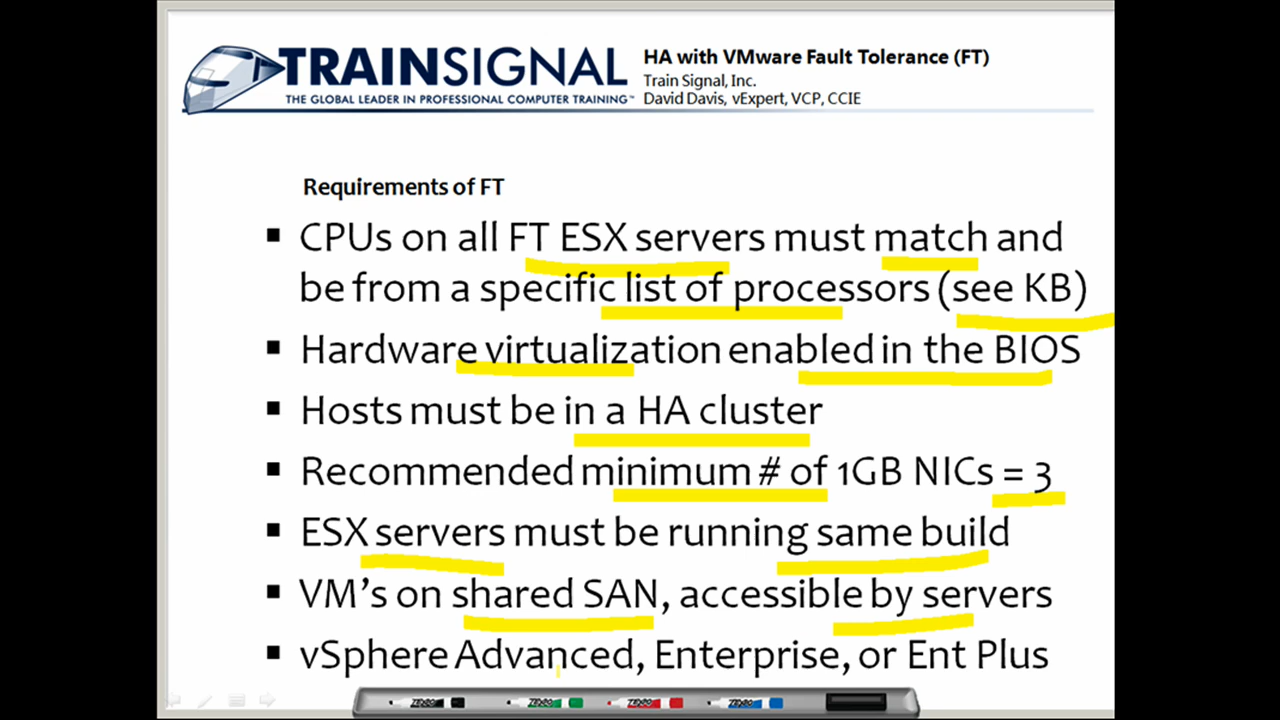 TRAINSIGNAL
THE GLOBAL LEADER IN PROFESSIONAL COMPUTER TRAINING™
HA with VMware Fault Tolerance (FT)
Train Signal, Inc.
David Davis, vExpert, VCP, CCIE
Requirements of FT
▪ CPUs on all FT ESX servers must match and
be from a specific list of processors (see KB)
▪ Hardware virtualization enabled in the BIOS
▪ Hosts must be in a HA cluster
▪ Recommended minimum # of 1GB NICs = 3
▪ ESX servers must be running same build
▪ VM’s on shared SAN, accessible by servers
▪ vSphere Advanced, Enterprise, or Ent Plus